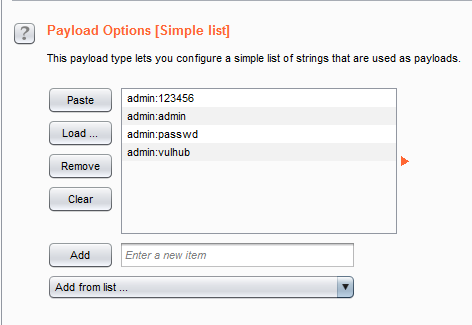 ?
Payload Options [Simple list]
This payload type lets you configure a simple list of strings that are used as payloads.
Paste
Load ...
Remove
Clear
admin:123456
admin:admin
admin:passwd
admin:vulhub
Add
Enter a new item
Add from list ...